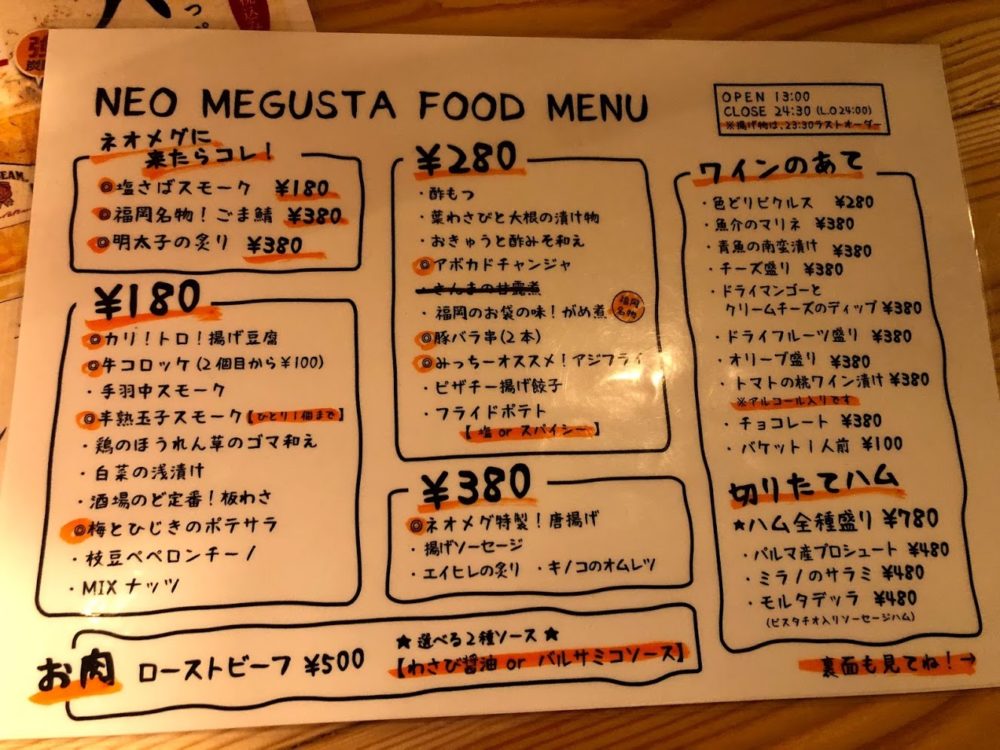 NEO MEGUSTA FOOD MENU
OPEN 13:00
CLOSE 24:30 (L.O 24:00)
※揚げ物は、23:30ラストオーダー
ネオメグに
来たらコレ!
◎塩さばスモーク ¥180
◎福岡名物!ごま鯖 ¥380
◎明太子の炙り ¥380
¥180
◎カリ!トロ!揚げ豆腐
◎牛コロッケ(2個目から¥100)
・手羽中スモーク
◎半熟玉子スモーク【ひとり1個まで】
・鶏のほうれん草のゴマ和え
・白菜の浅漬け
・酒場のど定番!板わさ
◎梅とひじきのポテサラ
・枝豆ペペロンチーノ
・MIXナッツ
¥280
・酢もつ
・葉わさびと大根の漬け物
・おきゅうと酢みそ和え
◎アボカドチャンジャ
・さんまの甘露煮
・福岡のお袋の味!がめ煮
福岡
名物
◎豚バラ串(2本)
◎みっちーオススメ!アジフライ
・ピザチー揚げ餃子
・フライドポテト
【塩 or スパイシー】
¥380
◎ネオメグ特製!唐揚げ
・揚げソーセージ
・エイヒレの炙り ・キノコのオムレツ
ワインのあて
・色どりピクルス ¥280
・魚介のマリネ ¥380
・青魚の南蛮漬け ¥380
・チーズ盛り ¥380
・ドライマンゴーと
クリームチーズのディップ ¥380
・ドライフルーツ盛り ¥380
・オリーブ盛り ¥380
・トマトの桃ワイン漬け ¥380
※アルコール入りです
・チョコレート ¥380
・バケット1人前 ¥100
切りたてハム
★ハム全種盛り ¥780
・パルマ産プロシュート ¥480
・ミラノのサラミ ¥480
・モルタデッラ ¥480
(ピスタチオ入りソーセージハム)
お肉 ローストビーフ ¥500
★選べる2種ソース★
【わさび醤油 or バルサミコソース】
裏面も見てね!→